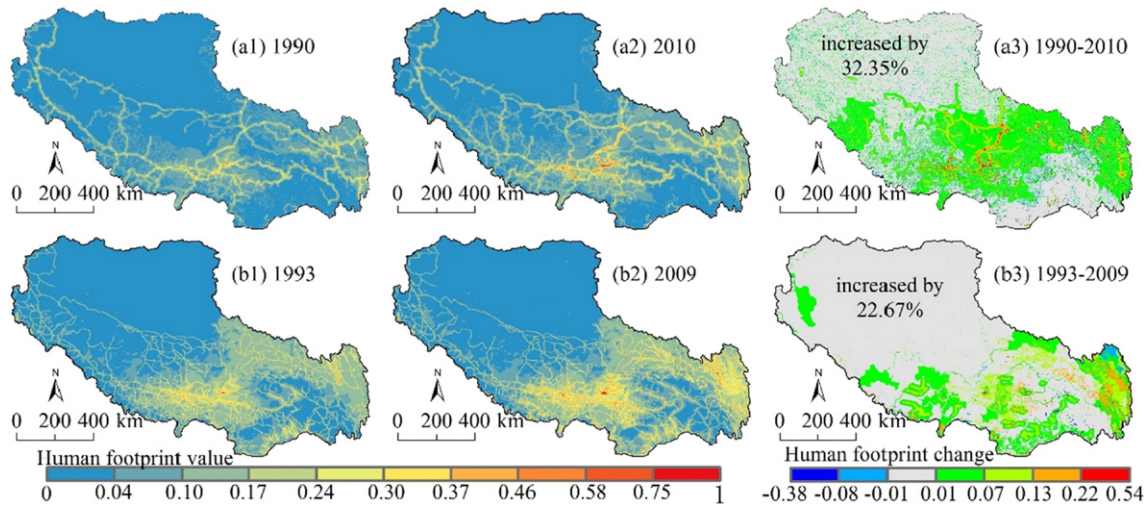 (a1) 1990
N
0 200 400 km
(a2) 2010
N
0 200 400 km
increased by
32.35%
(a3) 1990-2010
N
0 200 400 km
(b1) 1993
N
0 200 400 km
(b2) 2009
N
0 200 400 km
increased by
22.67%
(b3) 1993-2009
N
0 200 400 km
Human footprint value
0 0.04 0.10 0.17 0.24 0.30 0.37 0.46 0.58 0.75 1
Human footprint change
-0.38 -0.08 -0.01 0.01 0.07 0.13 0.22 0.54